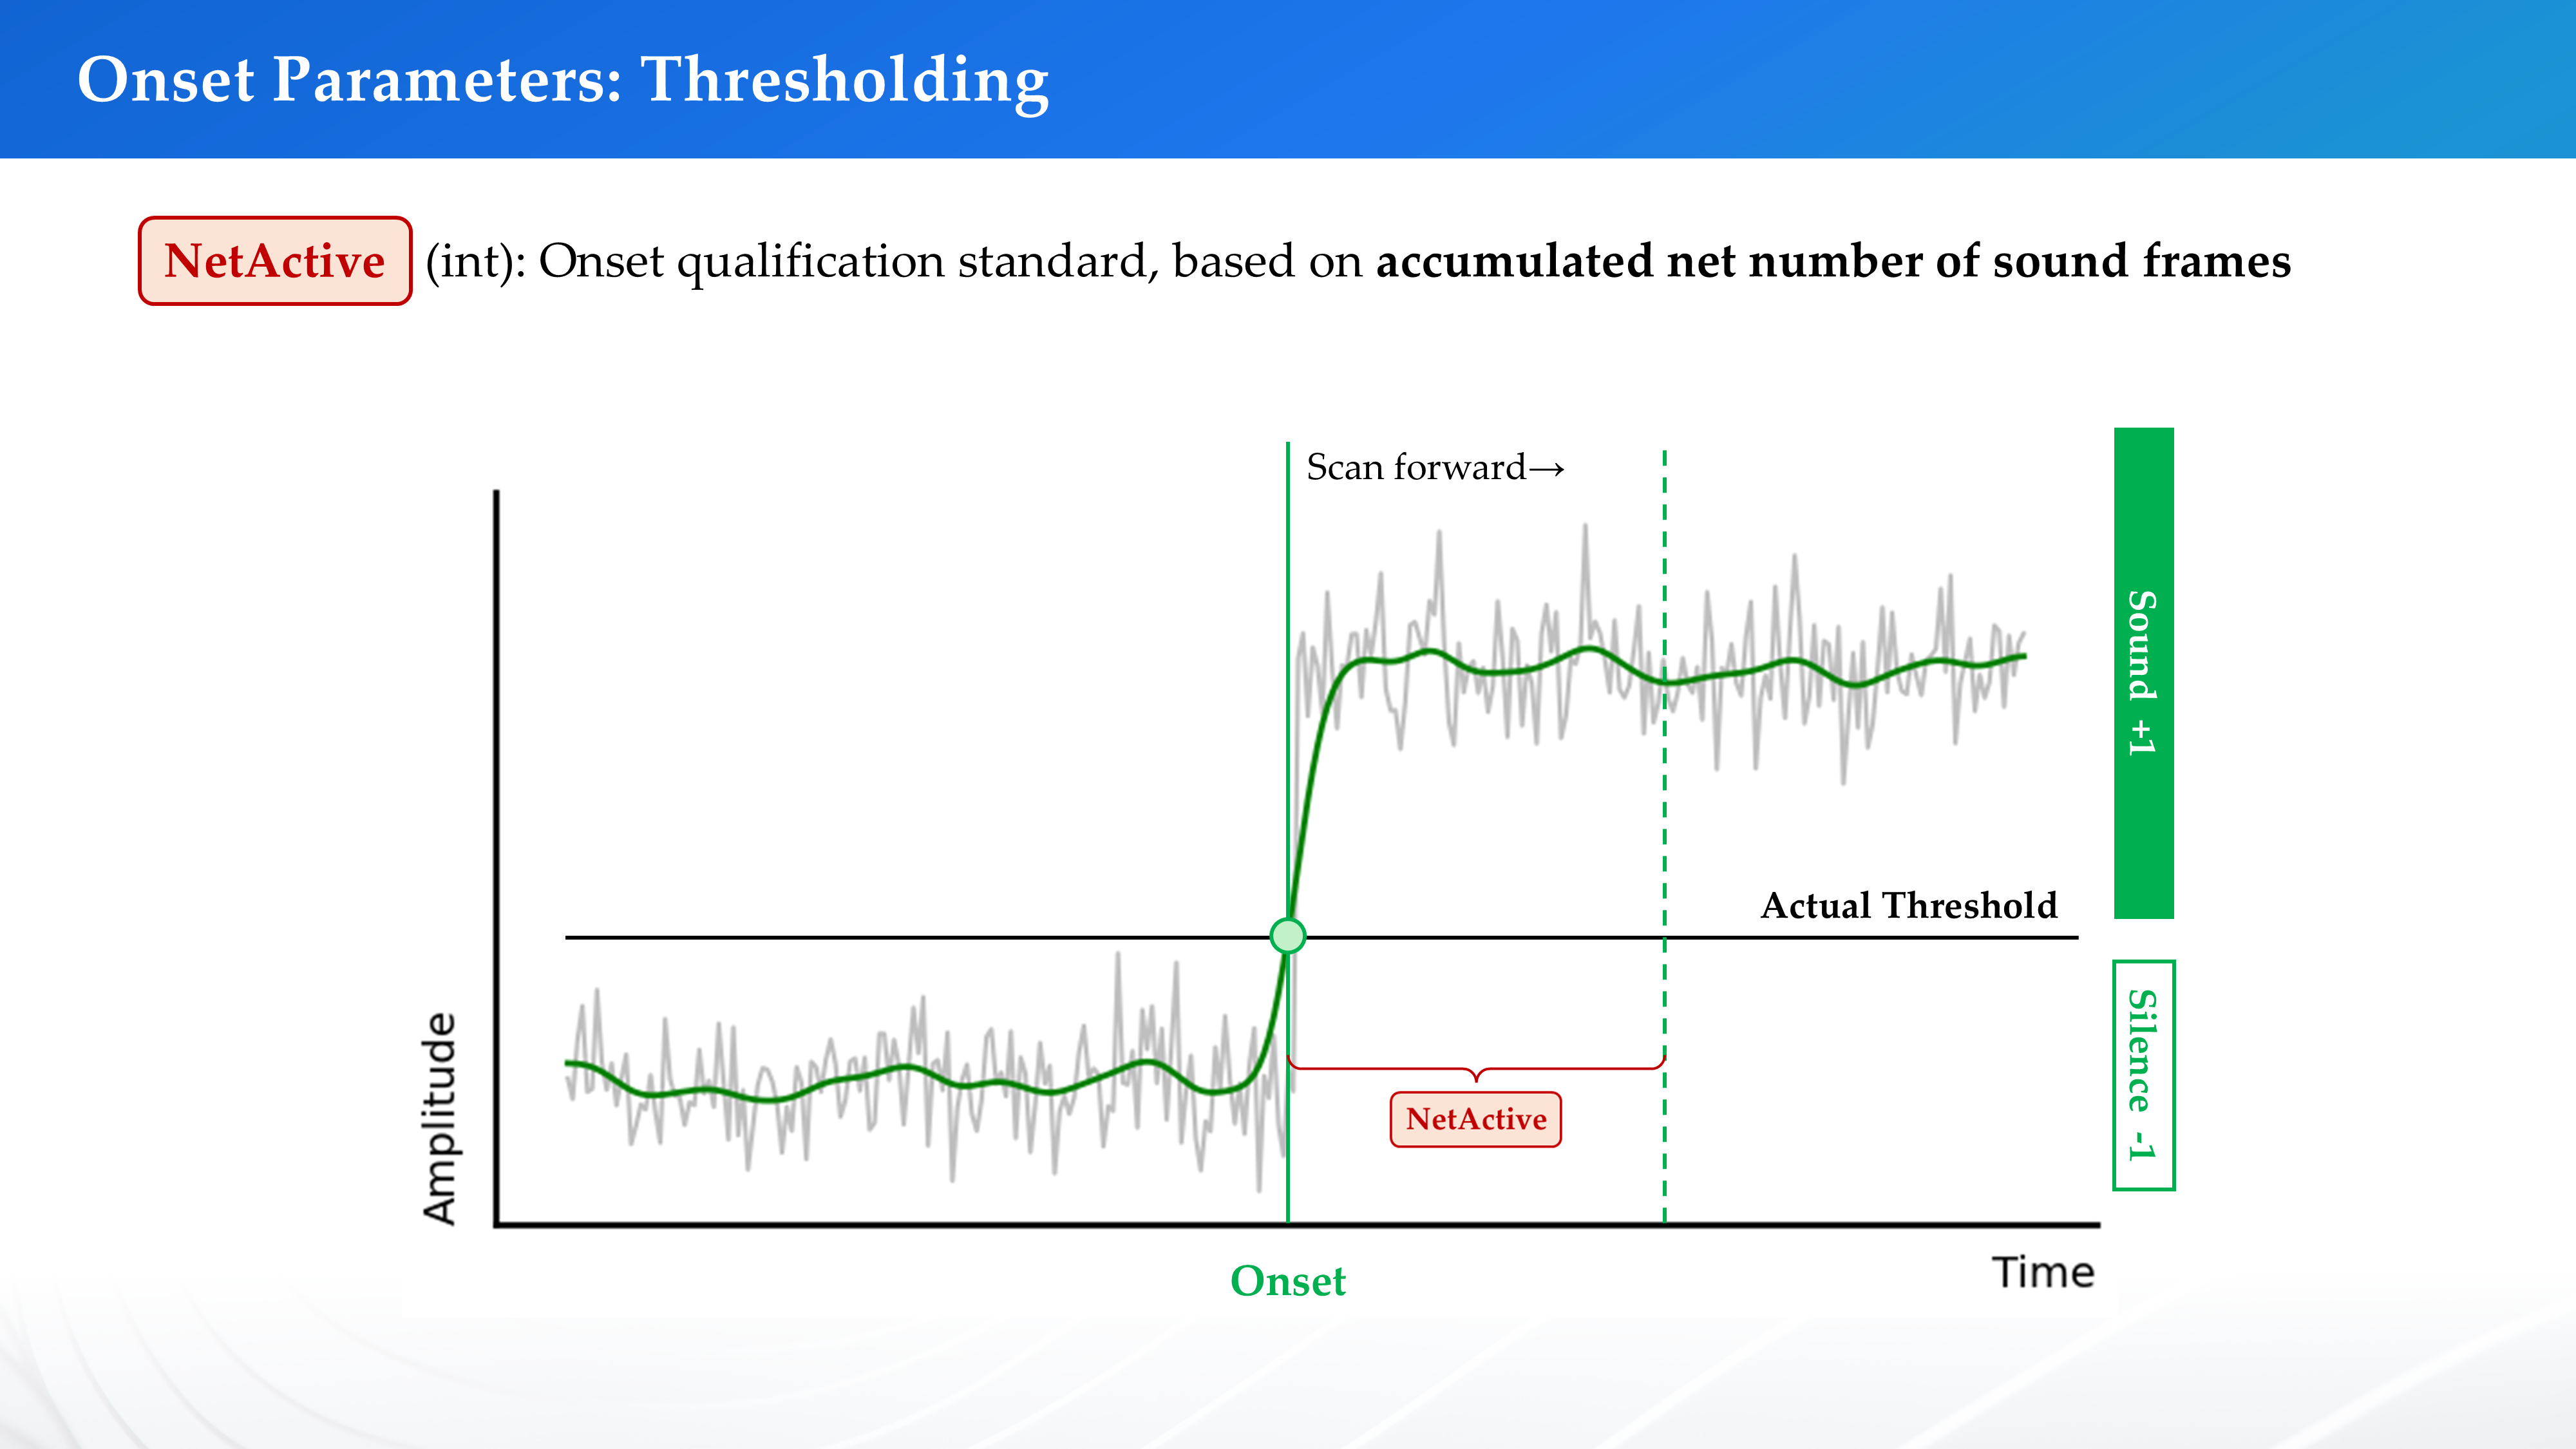 Onset Parameters: Thresholding
NetActive (int): Onset qualification standard, based on accumulated net number of sound frames
Scan forward→
Sound +1
Actual Threshold
Silence -1
Amplitude
NetActive
Onset
Time